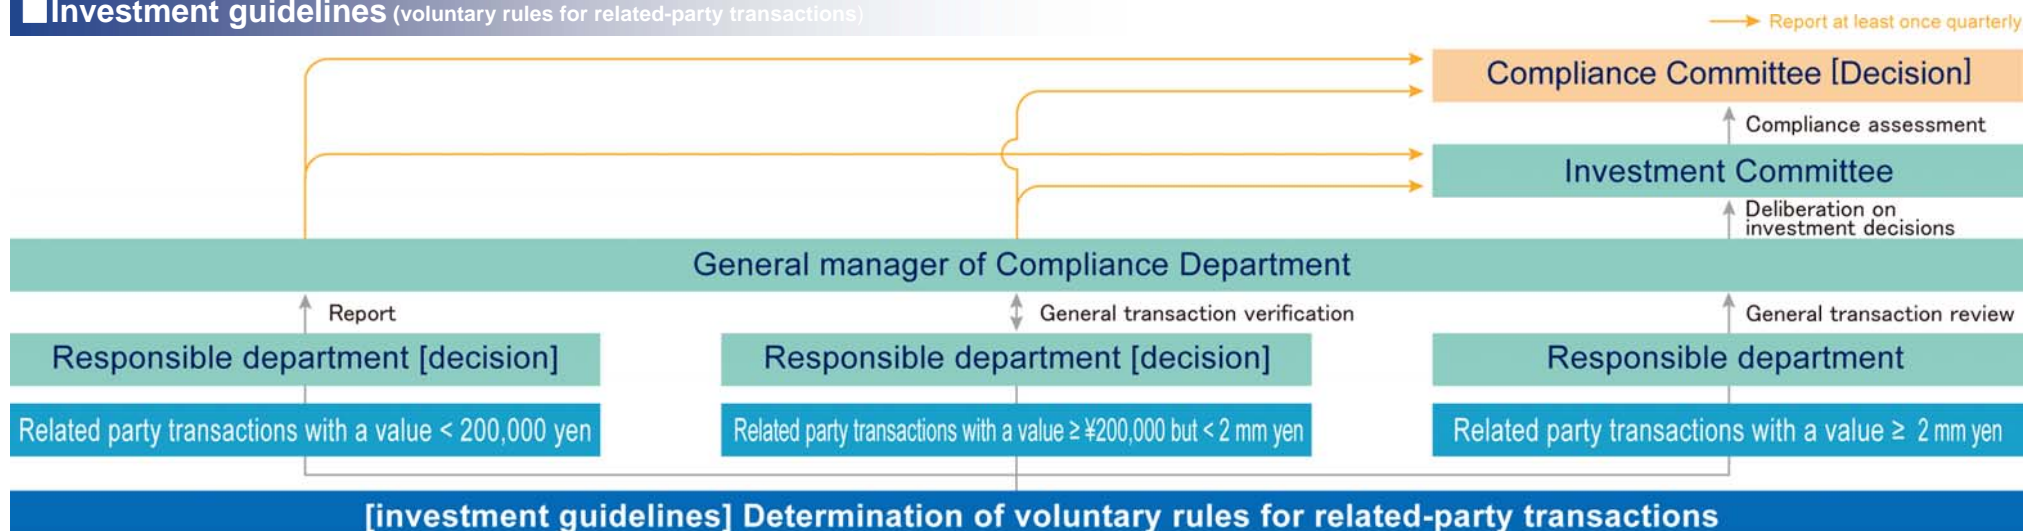 ■Investment guidelines (voluntary rules for related-party transactions)
Report at least once quarterly
Compliance Committee [Decision]
Compliance assessment
Investment Committee
Deliberation on
investment decisions
General manager of Compliance Department
Report
General transaction verification
General transaction review
Responsible department [decision]
Responsible department [decision]
Responsible department
Related party transactions with a value < 200,000 yen
Related party transactions with a value ≥ ¥200,000 but < 2 mm yen
Related party transactions with a value ≥ 2 mm yen
[investment guidelines] Determination of voluntary rules for related-party transactions